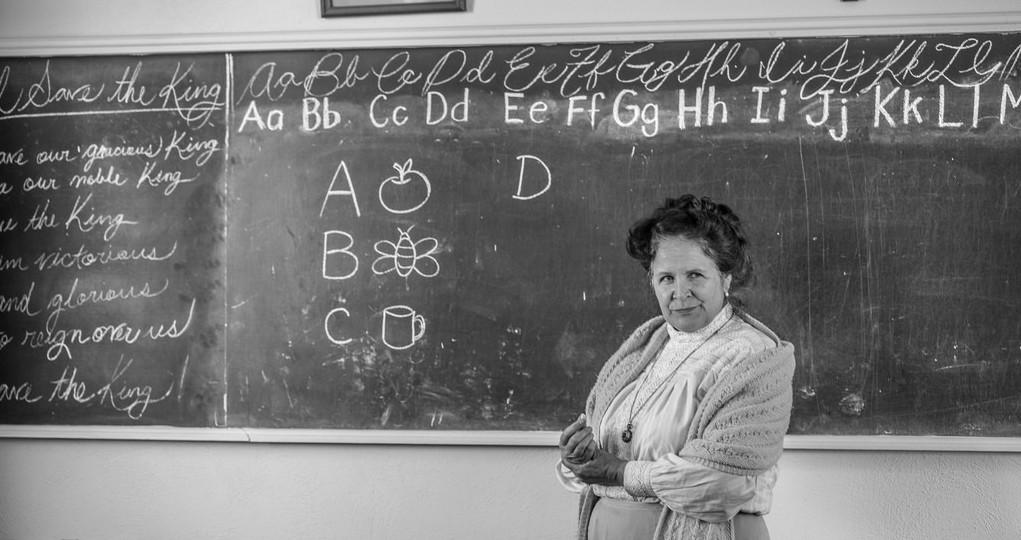 Save the King
ave our gracious King
our noble King
the King
victorious
and glorious
reign over us
ave the King!
Aa Bb Cc Dd Ee Ff Gg Hh Ii Jj Kk Ll
Aa Bb Cc Dd Ee Ff Gg Hh Ii Jj Kk Ll M
A D
B
C